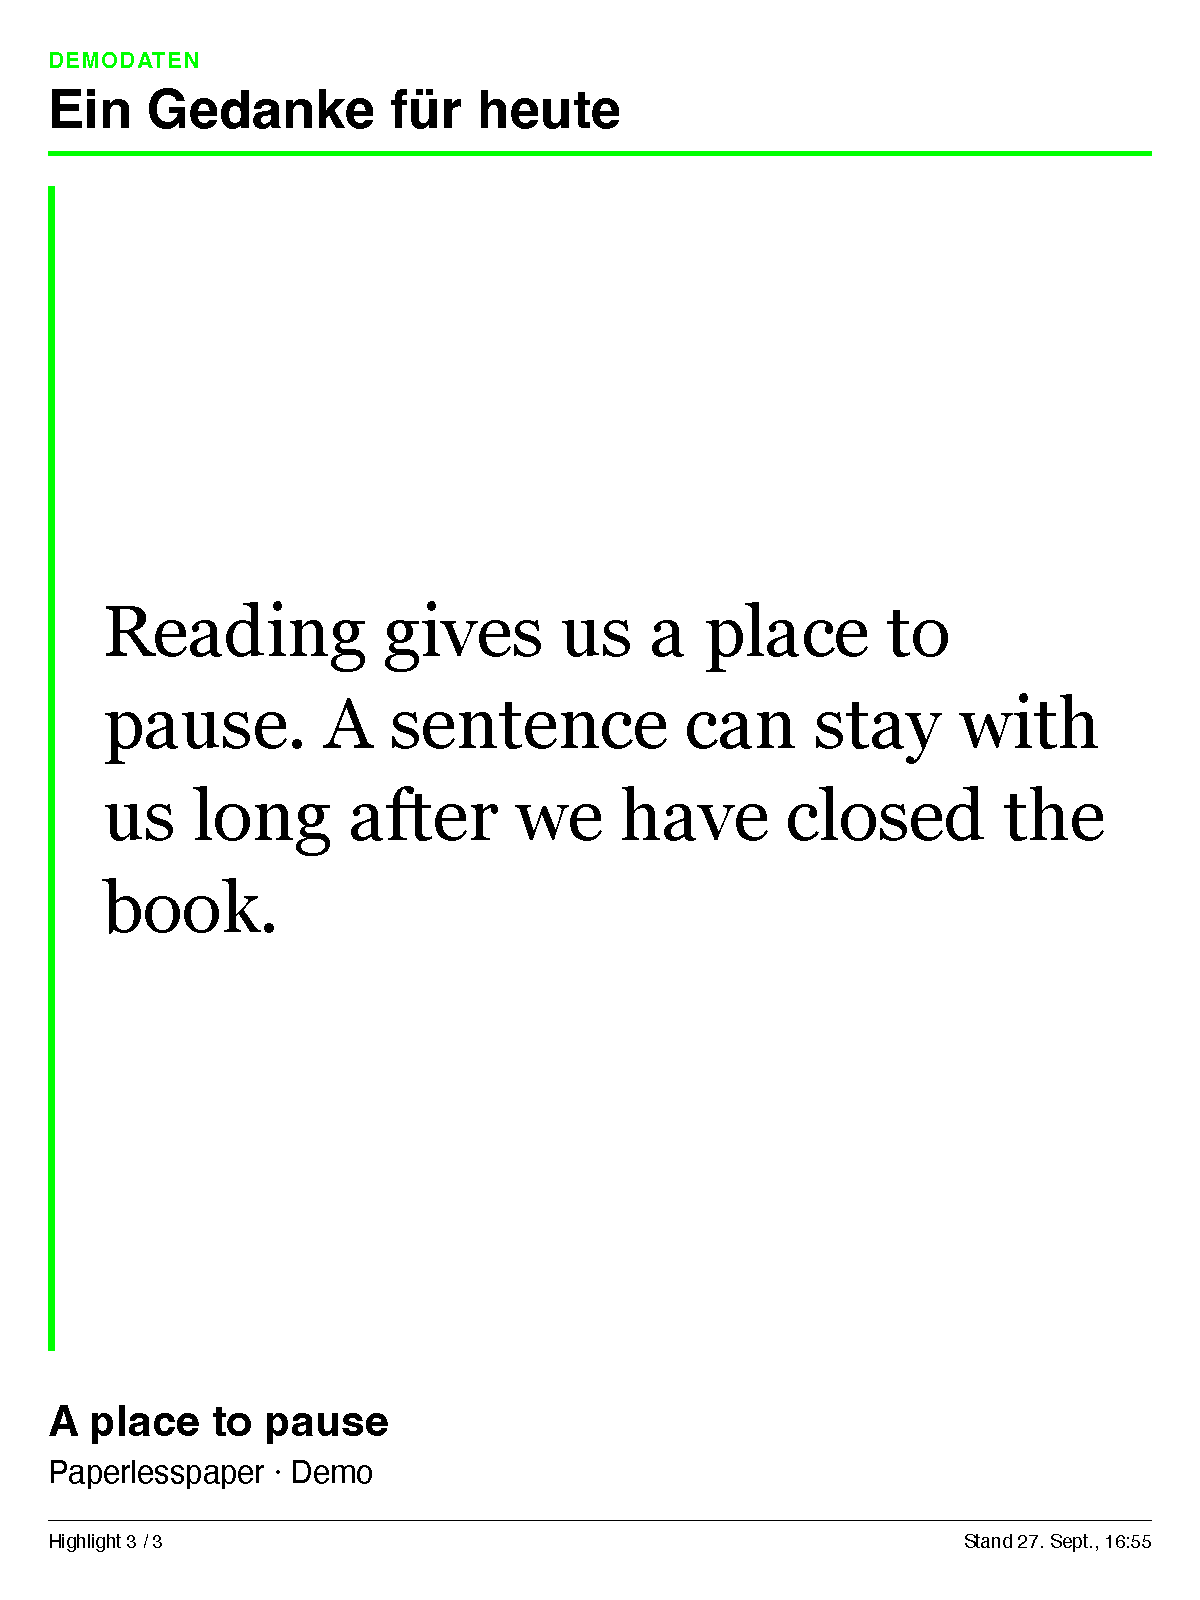 DEMODATEN
Ein Gedanke für heute
Reading gives us a place to
pause. A sentence can stay with
us long after we have closed the
book.
A place to pause
Paperlesspaper · Demo
Highlight 3 / 3
Stand 27. Sept., 16:55